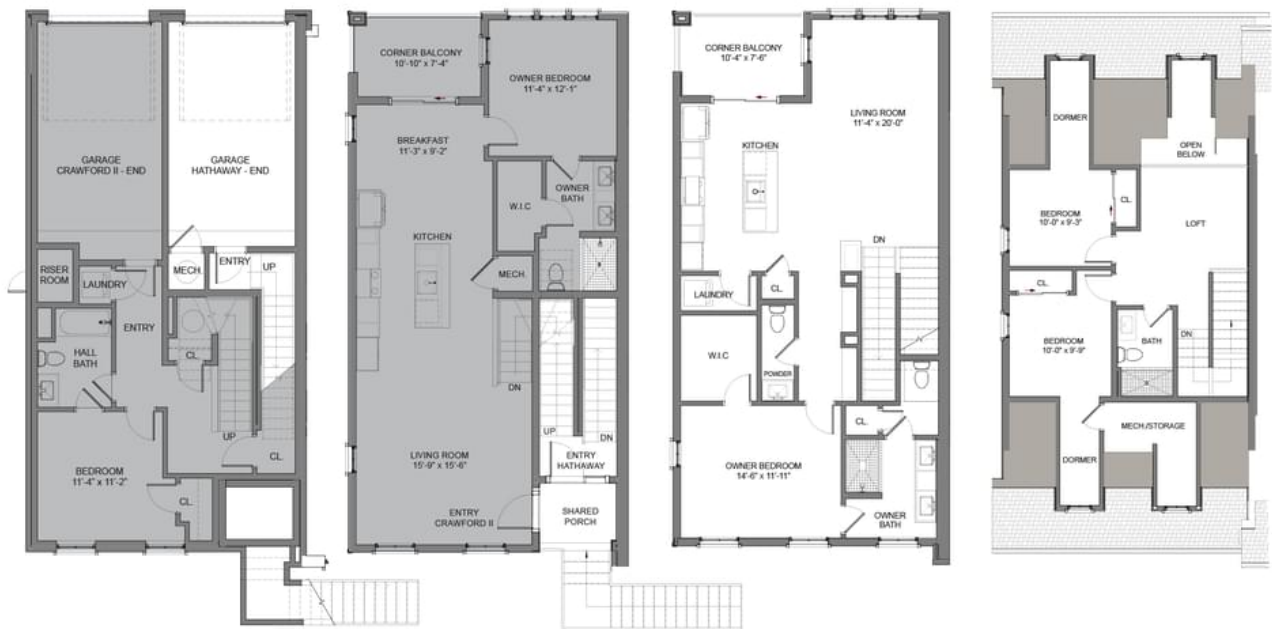 GARAGE
CRAWFORD II - END
GARAGE
HATHAWAY - END
RISER
ROOM
LAUNDRY
MECH.
ENTRY
UP
ENTRY
HALL
BATH
CL.
UP
CL.
BEDROOM
11'-4" x 11'-2"
CL.
CORNER BALCONY
10'-10" x 7'-4"
OWNER BEDROOM
11'-4" x 12'-1"
BREAKFAST
11'-3" x 9'-2"
OWNER
BATH
W.I.C
KITCHEN
MECH.
DN
UP
DN
LIVING ROOM
15'-9" x 15'-6"
ENTRY
HATHAWAY
ENTRY
CRAWFORD II
SHARED
PORCH
CORNER BALCONY
10'-4" x 7'-6"
LIVING ROOM
11'-4" x 20'-0"
KITCHEN
DN
LAUNDRY
CL.
W.I.C
POWDER
CL.
OWNER BEDROOM
14'-6" x 11'-11"
OWNER
BATH
DORMER
OPEN
BELOW
CL.
BEDROOM
10'-0" x 9'-3"
LOFT
CL.
BEDROOM
10'-0" x 9'-9"
BATH
DN
MECH./STORAGE
DORMER